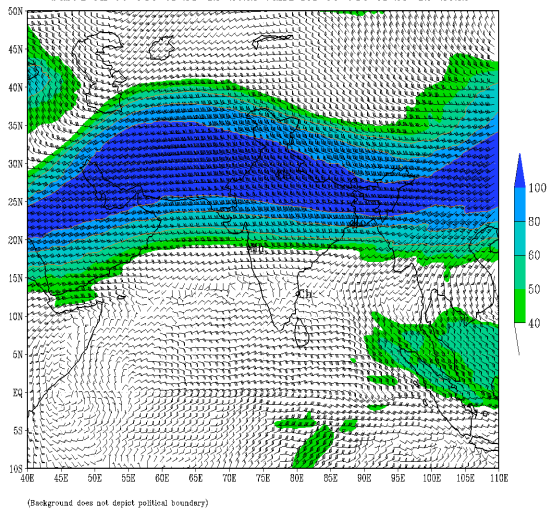 50N
45N
40N
35N
30N
25N
20N
15N
10N
5N
EQ
5S
10S
40E 45E 50E 55E 60E 65E 70E 75E 80E 85E 90E 95E 100E 105E 110E
100
80
60
50
40
Ch
(Background does not depict political boundary)